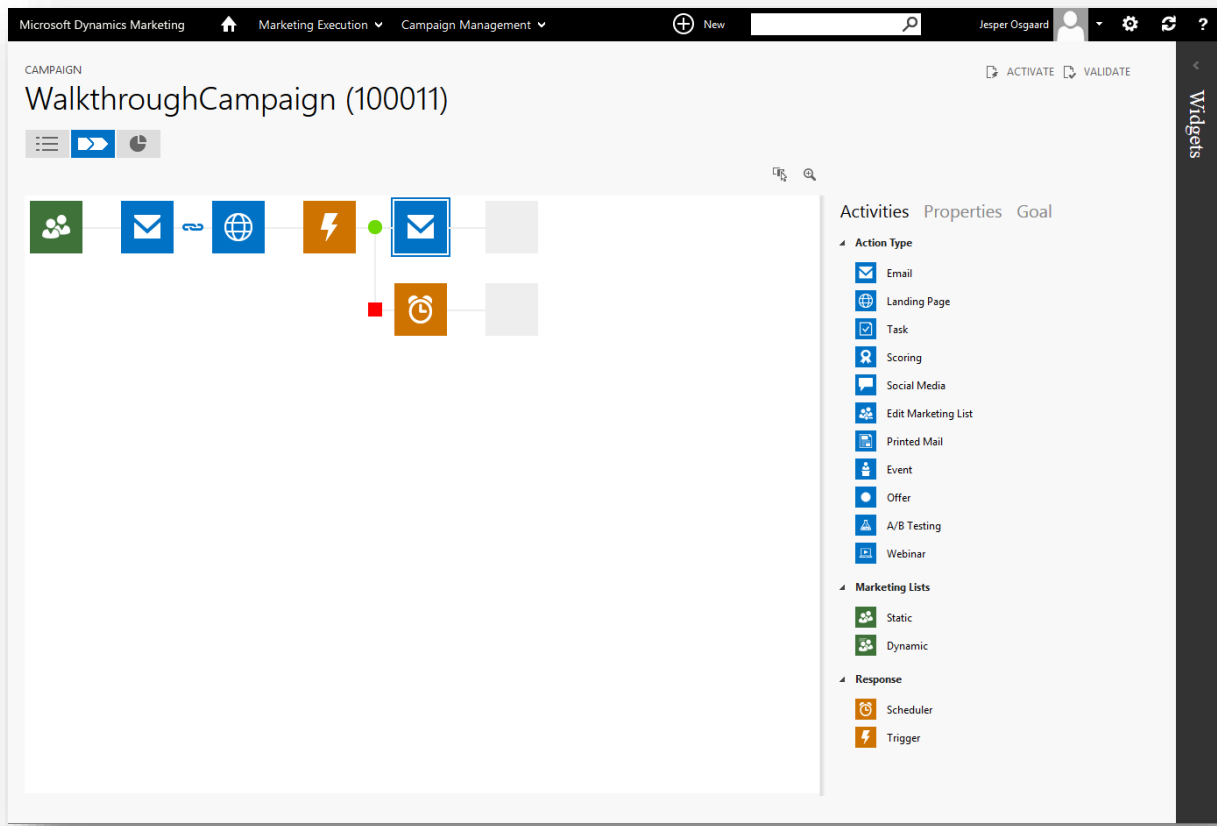 Microsoft Dynamics Marketing Marketing Execution Campaign Management New Jesper Osgaard ?
CAMPAIGN
ACTIVATE VALIDATE
WalkthroughCampaign (100011)
Widgets
Activities Properties Goal
Action Type
Email
Landing Page
Task
Scoring
Social Media
Edit Marketing List
Printed Mail
Event
Offer
A/B Testing
Webinar
Marketing Lists
Static
Dynamic
Response
Scheduler
Trigger